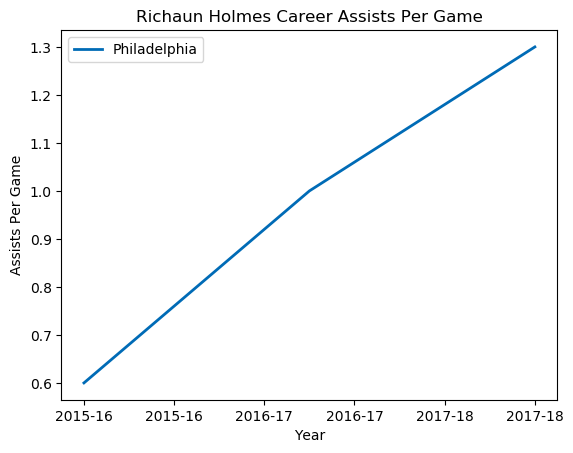 Richaun Holmes Career Assists Per Game
Philadelphia
1.3
1.2
1.1
1.0
0.9
0.8
0.7
0.6
Assists Per Game
2015-16 2015-16 2016-17 2016-17 2017-18 2017-18
Year